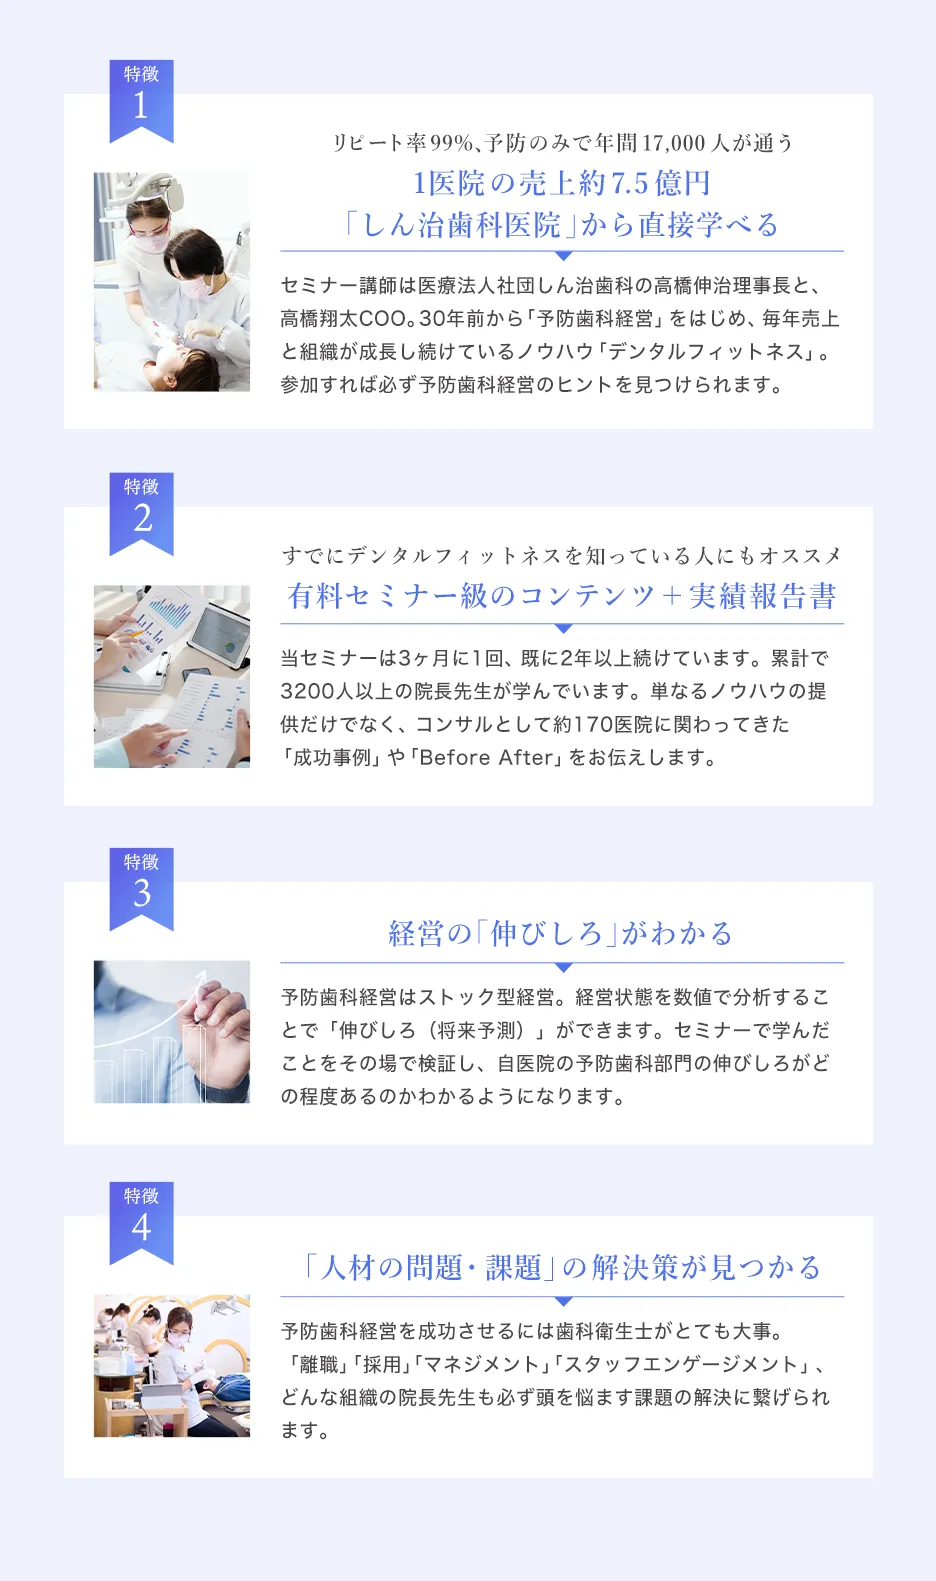 特徴
1
リピート率99%、予防のみで年間17,000人が通う
1医院の売上約7.5億円
「しん治歯科医院」から直接学べる
セミナー講師は医療法人社団しん治歯科の高橋伸治理事長と、
高橋翔太COO。30年前から「予防歯科経営」をはじめ、毎年売上
と組織が成長し続けているノウハウ「デンタルフィットネス」。
参加すれば必ず予防歯科経営のヒントを見つけられます。
特徴
2
すでにデンタルフィットネスを知っている人にもオススメ
有料セミナー級のコンテンツ＋実績報告書
当セミナーは3ヶ月に1回、既に2年以上続けています。累計で
3200人以上の院長先生が学んでいます。単なるノウハウの提
供だけでなく、コンサルとして約170医院に関わってきた
「成功事例」や「Before After」をお伝えします。
特徴
3
経営の「伸びしろ」がわかる
予防歯科経営はストック型経営。経営状態を数値で分析するこ
とで「伸びしろ（将来予測）」ができます。セミナーで学んだ
ことをその場で検証し、自医院の予防歯科部門の伸びしろがど
の程度あるのかわかるようになります。
特徴
4
「人材の問題・課題」の解決策が見つかる
予防歯科経営を成功させるには歯科衛生士がとても大事。
「離職」「採用」「マネジメント」「スタッフエンゲージメント」、
どんな組織の院長先生も必ず頭を悩ます課題の解決に繋げられ
ます。